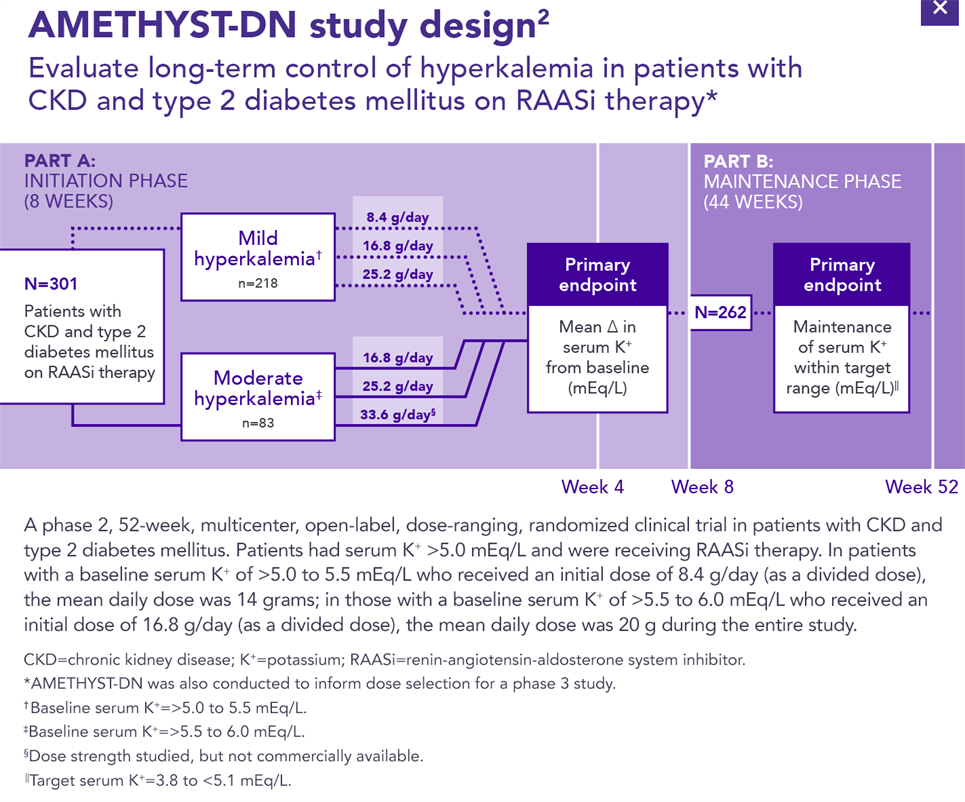 AMETHYST-DN study design²
Evaluate long-term control of hyperkalemia in patients with
CKD and type 2 diabetes mellitus on RAASi therapy*
PART A:
INITIATION PHASE
(8 WEEKS)
PART B:
MAINTENANCE PHASE
(44 WEEKS)
N=301
Patients with
CKD and type 2
diabetes mellitus
on RAASi therapy
Mild
hyperkalemia†
n=218
8.4 g/day
16.8 g/day
25.2 g/day
Moderate
hyperkalemia‡
n=83
16.8 g/day
25.2 g/day
33.6 g/day§
Primary
endpoint
Mean Δ in
serum K⁺
from baseline
(mEq/L)
N=262
Primary
endpoint
Maintenance
of serum K⁺
within target
range (mEq/L)‖
Week 4
Week 8
Week 52
A phase 2, 52-week, multicenter, open-label, dose-ranging, randomized clinical trial in patients with CKD and
type 2 diabetes mellitus. Patients had serum K⁺ >5.0 mEq/L and were receiving RAASi therapy. In patients
with a baseline serum K⁺ of >5.0 to 5.5 mEq/L who received an initial dose of 8.4 g/day (as a divided dose),
the mean daily dose was 14 grams; in those with a baseline serum K⁺ of >5.5 to 6.0 mEq/L who received an
initial dose of 16.8 g/day (as a divided dose), the mean daily dose was 20 g during the entire study.
CKD=chronic kidney disease; K⁺=potassium; RAASi=renin-angiotensin-aldosterone system inhibitor.
*AMETHYST-DN was also conducted to inform dose selection for a phase 3 study.
†Baseline serum K⁺=>5.0 to 5.5 mEq/L.
‡Baseline serum K⁺=>5.5 to 6.0 mEq/L.
§Dose strength studied, but not commercially available.
‖Target serum K⁺=3.8 to <5.1 mEq/L.